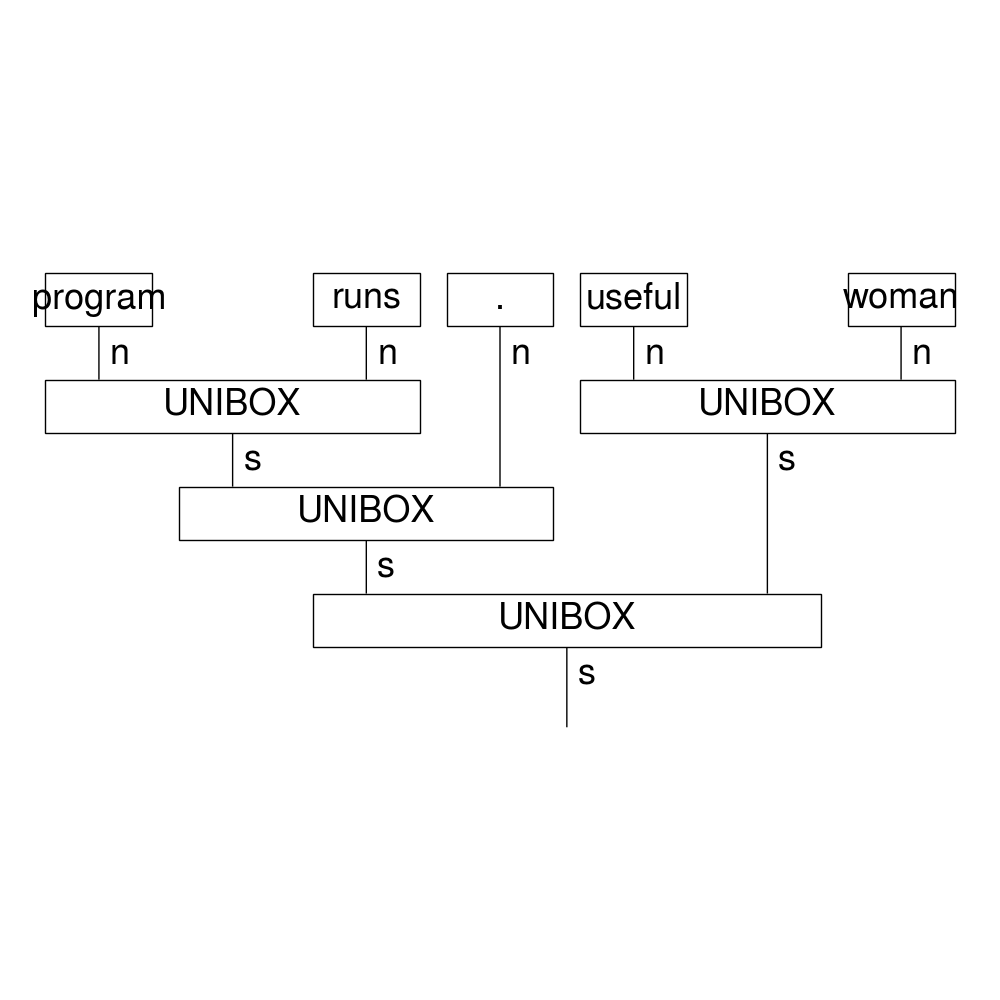 program runs . useful woman
n n n n n
UNIBOX UNIBOX
s s
UNIBOX
s
UNIBOX
s